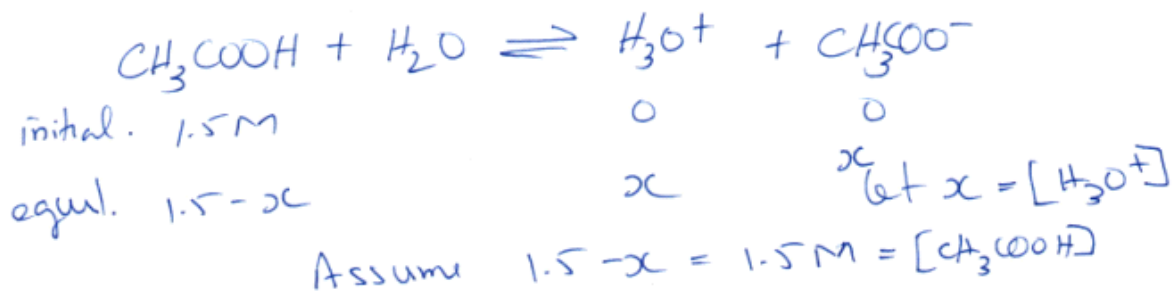 CH₃COOH + H₂O ⇌ H₃O⁺ + CH₃COO⁻
initial. 1.5M 0 0
equil. 1.5-x x x let x = [H₃O⁺]
Assume 1.5-x = 1.5M = [CH₃COOH]